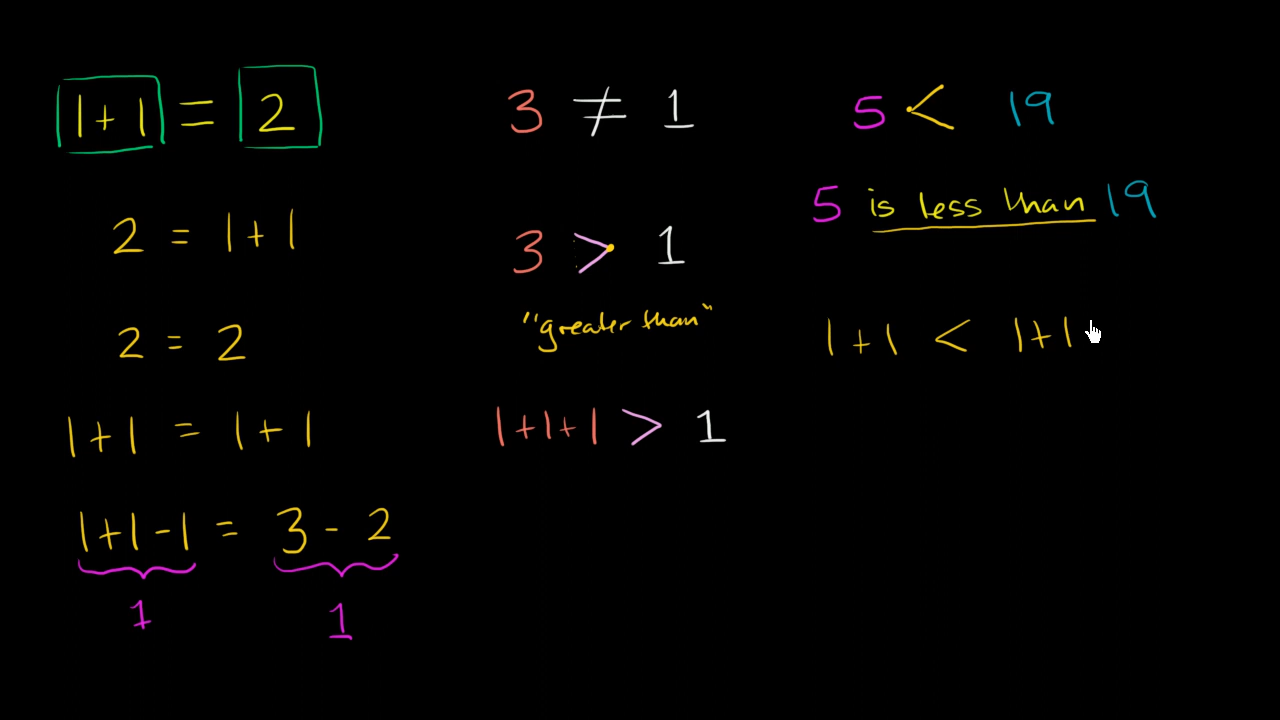 1+1 = 2
2 = 1+1
2 = 2
1+1 = 1+1
1+1-1 = 3-2
1 1
3 ≠ 1
3 > 1
"greater than"
1+1+1 > 1
5 < 19
5 is less than 19
1+1 < 1+1